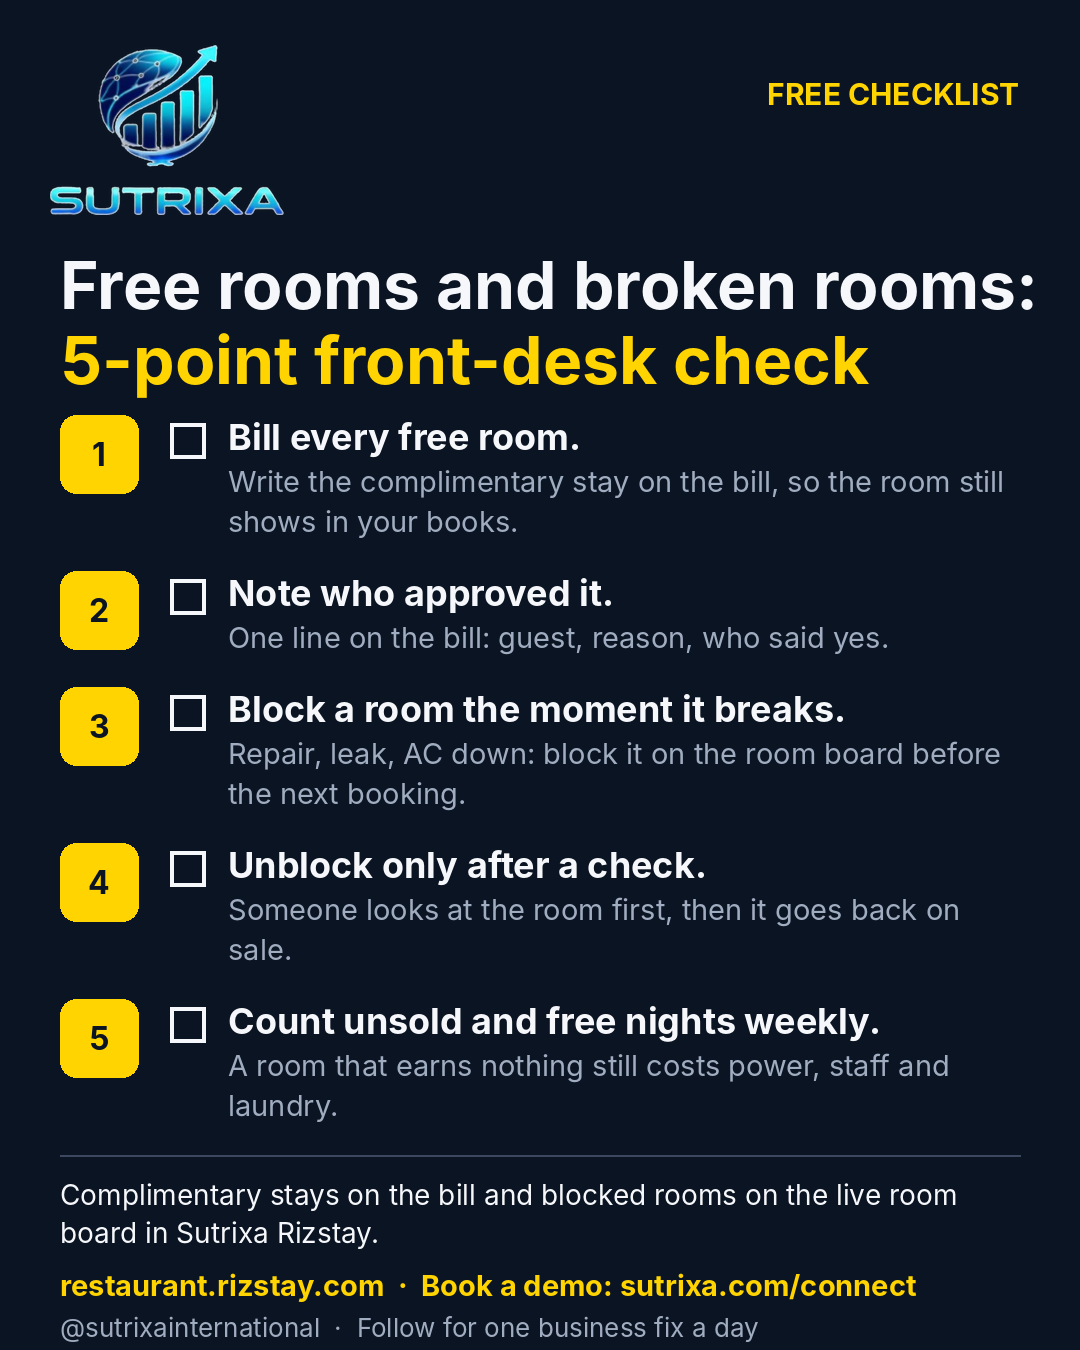 SUTRIXA
FREE CHECKLIST
Free rooms and broken rooms:
5-point front-desk check
1
Bill every free room.
Write the complimentary stay on the bill, so the room still
shows in your books.
2
Note who approved it.
One line on the bill: guest, reason, who said yes.
3
Block a room the moment it breaks.
Repair, leak, AC down: block it on the room board before
the next booking.
4
Unblock only after a check.
Someone looks at the room first, then it goes back on
sale.
5
Count unsold and free nights weekly.
A room that earns nothing still costs power, staff and
laundry.
Complimentary stays on the bill and blocked rooms on the live room
board in Sutrixa Rizstay.
restaurant.rizstay.com · Book a demo: sutrixa.com/connect
@sutrixainternational · Follow for one business fix a day